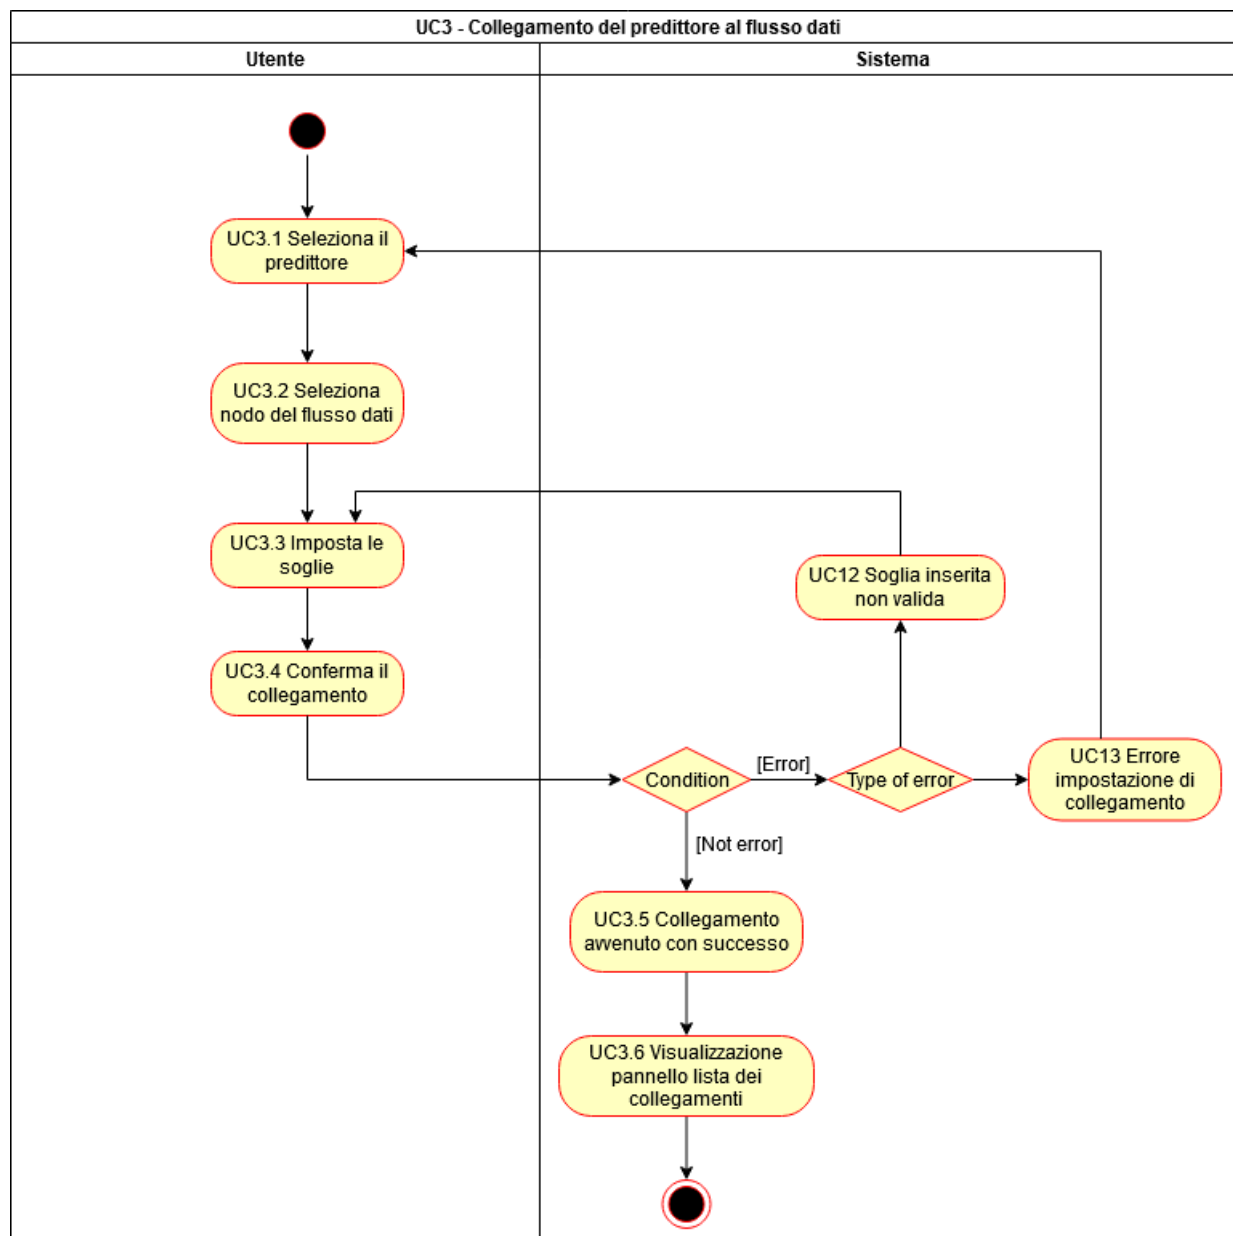 UC3 - Collegamento del predittore al flusso dati
Utente
Sistema
UC3.1 Seleziona il
predittore
UC3.2 Seleziona
nodo del flusso dati
UC3.3 Imposta le
soglie
UC12 Soglia inserita
non valida
UC3.4 Conferma il
collegamento
Condition
[Error]
Type of error
UC13 Errore
impostazione di
collegamento
[Not error]
UC3.5 Collegamento
avvenuto con successo
UC3.6 Visualizzazione
pannello lista dei
collegamenti